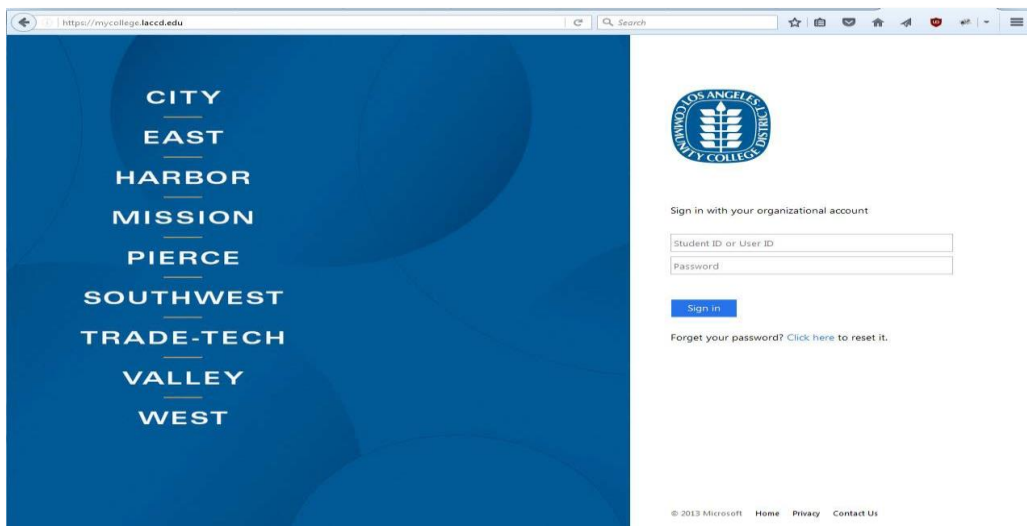 https://mycollege.laccd.edu
Search
CITY
EAST
HARBOR
MISSION
PIERCE
SOUTHWEST
TRADE-TECH
VALLEY
WEST
LOS ANGELES
COMMUNITY COLLEGE DISTRICT
Sign in with your organizational account
Student ID or User ID
Password
Sign in
Forget your password? Click here to reset it.
© 2013 Microsoft Home Privacy Contact Us